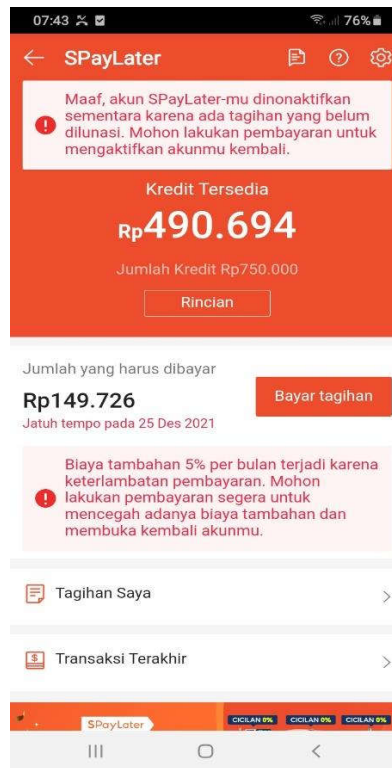 07:43 76%
SPayLater
Maaf, akun SPayLater-mu dinonaktifkan
sementara karena ada tagihan yang belum
dilunasi. Mohon lakukan pembayaran untuk
mengaktifkan akunmu kembali.
Kredit Tersedia
Rp490.694
Jumlah Kredit Rp750.000
Rincian
Jumlah yang harus dibayar
Rp149.726
Bayar tagihan
Jatuh tempo pada 25 Des 2021
Biaya tambahan 5% per bulan terjadi karena
keterlambatan pembayaran. Mohon
lakukan pembayaran segera untuk
mencegah adanya biaya tambahan dan
membuka kembali akunmu.
Tagihan Saya
Transaksi Terakhir
SPayLater
CICILAN 0% CICILAN 0% CICILAN 0%